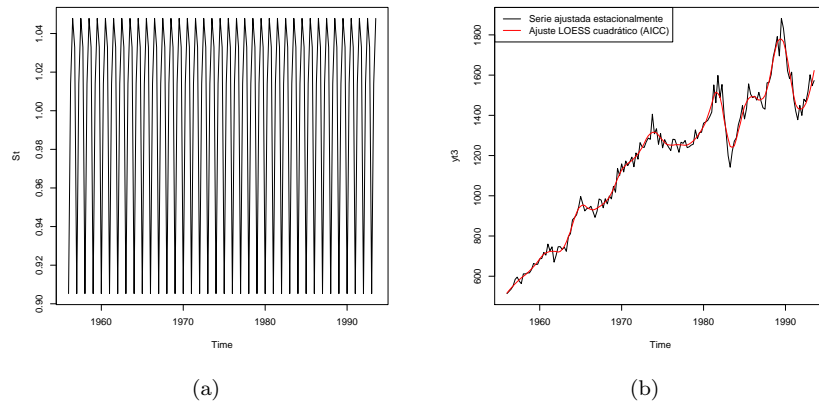 St
1.04
1.02
1.00
0.98
0.96
0.94
0.92
0.90
1960
1970
1980
1990
Time
(a)
Serie ajustada estacionalmente
Ajuste LOESS cuadrático (AICC)
yt3
1800
1600
1400
1200
1000
800
600
1960
1970
1980
1990
Time
(b)